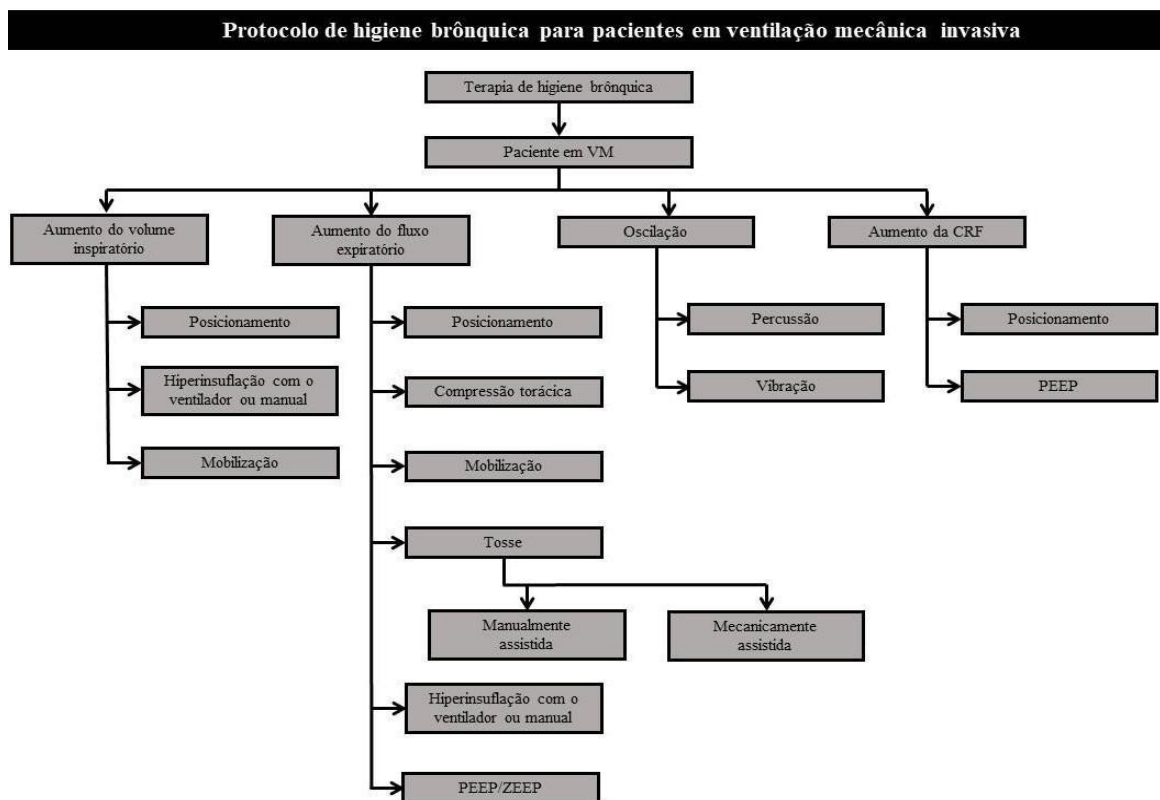 Protocolo de higiene brônquica para pacientes em ventilação mecânica invasiva
Terapia de higiene brônquica
Paciente em VM
Aumento do volume
inspiratório
Aumento do fluxo
expiratório
Oscilação
Aumento da CRF
Posicionamento
Hiperinsuflação com o
ventilador ou manual
Mobilização
Posicionamento
Compressão torácica
Mobilização
Tosse
Manualmente
assistida
Mecanicamente
assistida
Hiperinsuflação com o
ventilador ou manual
PEEP/ZEEP
Percussão
Vibração
Posicionamento
PEEP